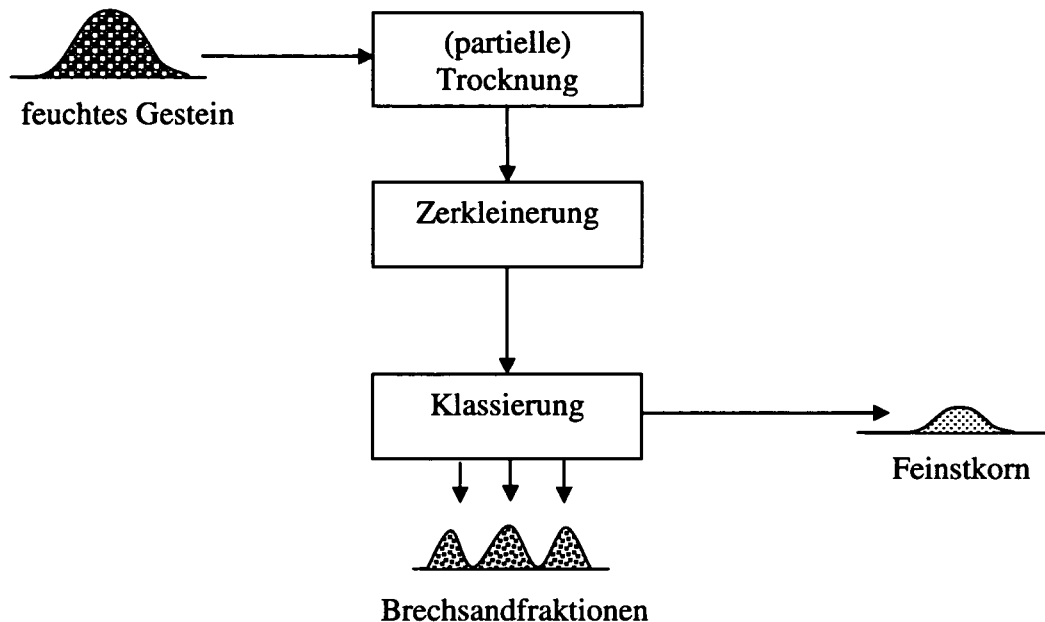 (partielle)
Trocknung
feuchtes Gestein
Zerkleinerung
Klassierung
Feinstkorn
Brechsandfraktionen